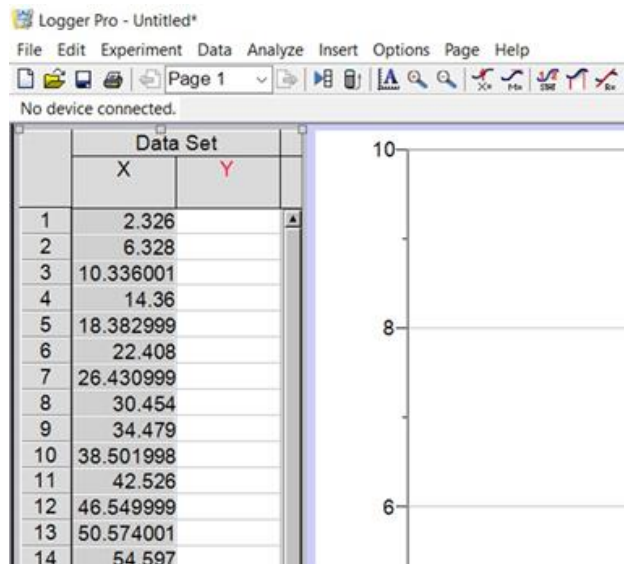 Logger Pro - Untitled*
File Edit Experiment Data Analyze Insert Options Page Help
Page 1
No device connected.
Data Set
X Y
1 2.326
2 6.328
3 10.336001
4 14.36
5 18.382999
6 22.408
7 26.430999
8 30.454
9 34.479
10 38.501998
11 42.526
12 46.549999
13 50.574001
14 54.597
10
8
6